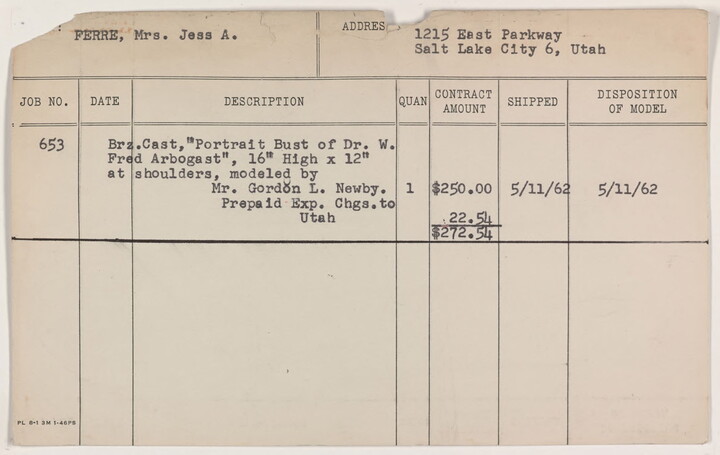 FERRE, Mrs. Jess A.
ADDRES
1215 East Parkway
Salt Lake City 6, Utah
JOB NO. DATE DESCRIPTION QUAN CONTRACT AMOUNT SHIPPED DISPOSITION OF MODEL
653 Brz.Cast,"Portrait Bust of Dr. W.
Fred Arbogast", 16" High x 12"
at shoulders, modeled by
Mr. Gordon L. Newby. 1 $250.00 5/11/62 5/11/62
Prepaid Exp. Chgs.to
Utah 22.54
$272.54
PL 8-1 3M 1-46PS